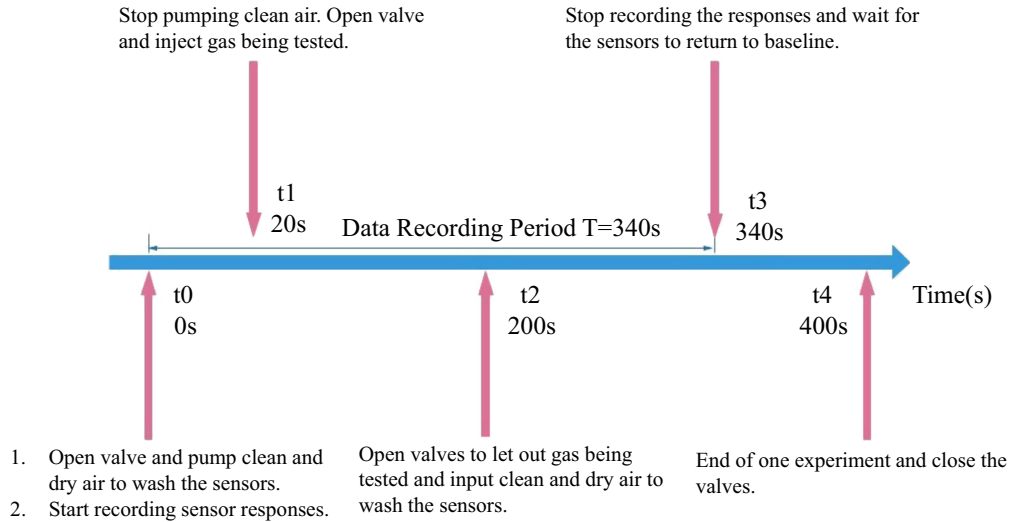 Stop pumping clean air. Open valve
and inject gas being tested.
Stop recording the responses and wait for
the sensors to return to baseline.
t1
20s
Data Recording Period T=340s
t3
340s
t0
0s
t2
200s
t4
400s
Time(s)
1. Open valve and pump clean and
dry air to wash the sensors.
2. Start recording sensor responses.
Open valves to let out gas being
tested and input clean and dry air to
wash the sensors.
End of one experiment and close the
valves.